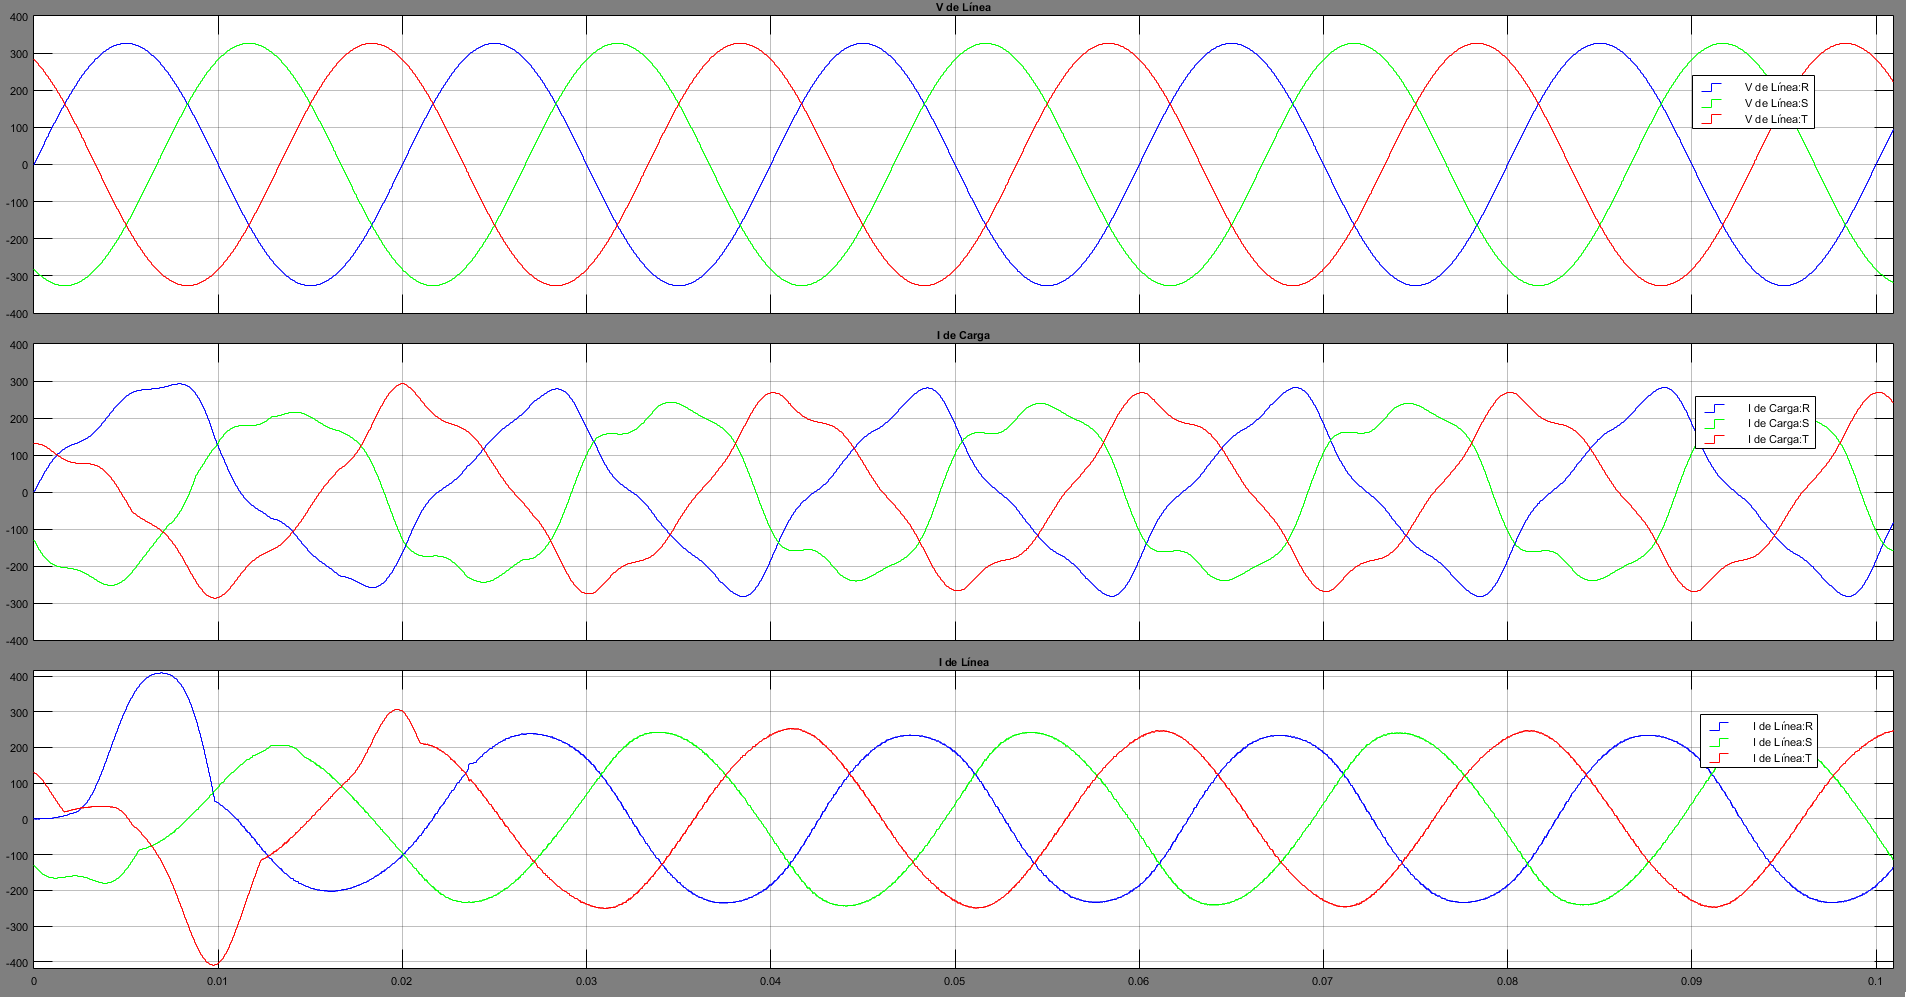 V de Línea
400
300
200
100
0
-100
-200
-300
-400
V de Línea:R
V de Línea:S
V de Línea:T
I de Carga
400
300
200
100
0
-100
-200
-300
-400
I de Carga:R
I de Carga:S
I de Carga:T
I de Línea
400
300
200
100
0
-100
-200
-300
-400
I de Línea:R
I de Línea:S
I de Línea:T
0 0.01 0.02 0.03 0.04 0.05 0.06 0.07 0.08 0.09 0.1